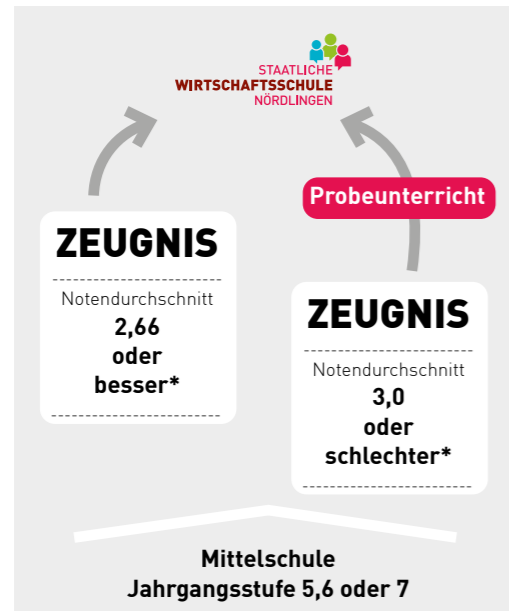 STAATLICHE
WIRTSCHAFTSSCHULE
NÖRDLINGEN
Probeunterricht
ZEUGNIS
Notendurchschnitt
2,66
oder
besser*
ZEUGNIS
Notendurchschnitt
3,0
oder
schlechter*
Mittelschule
Jahrgangsstufe 5,6 oder 7